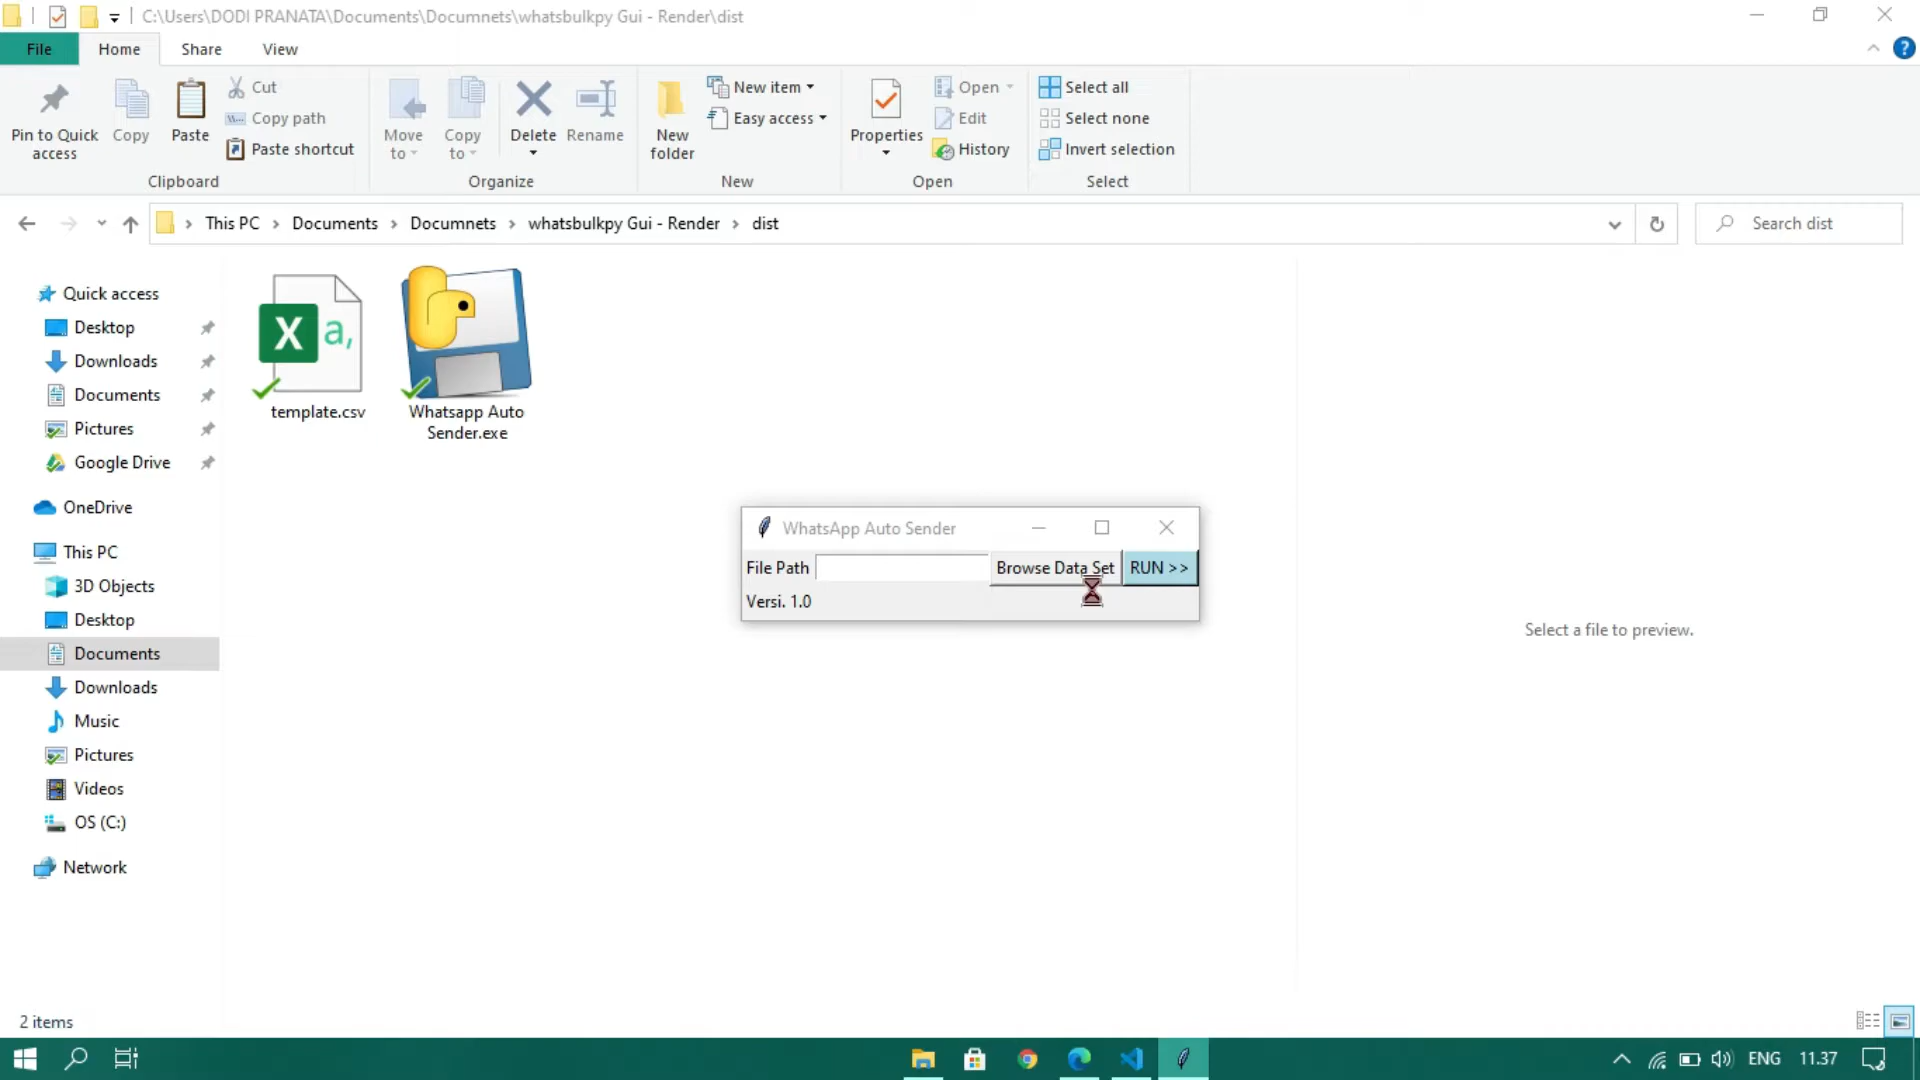 C:\Users\DODI PRANATA\Documents\Documnets\whatsbulkpy Gui - Render\dist
File Home Share View
Pin to Quick access
Copy
Paste
Cut
Copy path
Paste shortcut
Clipboard
Move to
Copy to
Delete
Rename
Organize
New folder
New item
Easy access
New
Properties
Open
Edit
History
Open
Select all
Select none
Invert selection
Select
This PC > Documents > Documnets > whatsbulkpy Gui - Render > dist
Search dist
Quick access
Desktop
Downloads
Documents
Pictures
Google Drive
OneDrive
This PC
3D Objects
Desktop
Documents
Downloads
Music
Pictures
Videos
OS (C:)
Network
X a,
template.csv
Whatsapp Auto
Sender.exe
WhatsApp Auto Sender
File Path Browse Data Set RUN >>
Versi. 1.0
Select a file to preview.
2 items
ENG 11.37